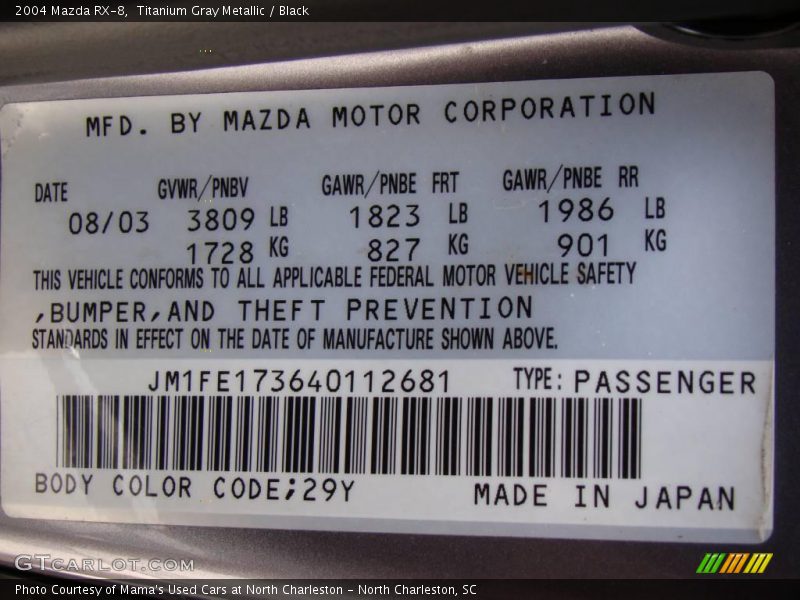 2004 Mazda RX-8, Titanium Gray Metallic / Black
MFD. BY MAZDA MOTOR CORPORATION
DATE GVWR/PNBV GAWR/PNBE FRT GAWR/PNBE RR
08/03 3809 LB 1823 LB 1986 LB
1728 KG 827 KG 901 KG
THIS VEHICLE CONFORMS TO ALL APPLICABLE FEDERAL MOTOR VEHICLE SAFETY
,BUMPER,AND THEFT PREVENTION
STANDARDS IN EFFECT ON THE DATE OF MANUFACTURE SHOWN ABOVE.
JM1FE173640112681 TYPE: PASSENGER
BODY COLOR CODE;29Y MADE IN JAPAN
GTCARLOT.COM
Photo Courtesy of Mama's Used Cars at North Charleston - North Charleston, SC